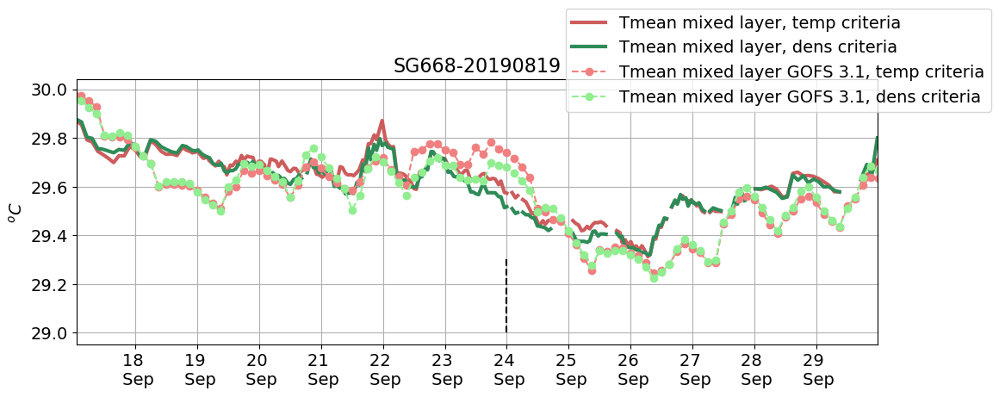 Tmean mixed layer, temp criteria
Tmean mixed layer, dens criteria
Tmean mixed layer GOFS 3.1, temp criteria
Tmean mixed layer GOFS 3.1, dens criteria
SG668-20190819
30.0
29.8
29.6
29.4
29.2
29.0
oC
18 19 20 21 22 23 24 25 26 27 28 29
Sep Sep Sep Sep Sep Sep Sep Sep Sep Sep Sep Sep